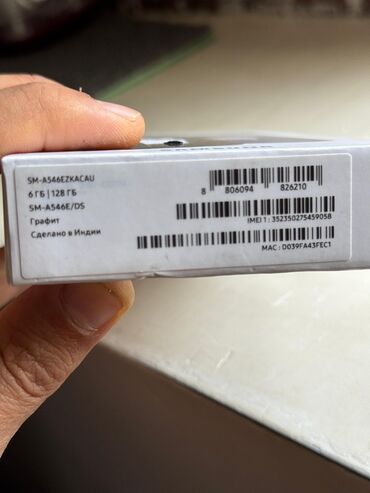 SM-A546EZKACAU
6 ГБ | 128 ГБ
SM-A546E/DS
Графит
Сделано в Индии
8 806094 826210
IMEI 1 : 352350275459058
MAC : D039FA43FEC1